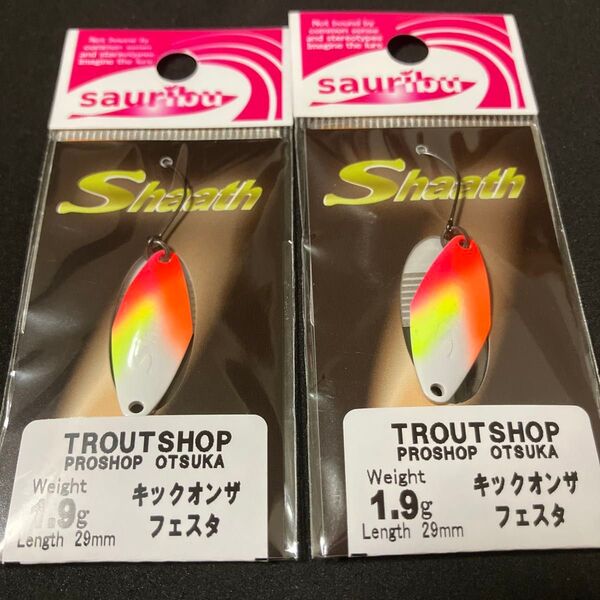 Not bound by
common sense
and stereotypes
Imagine the lure
sauribu
Shaath
TROUTSHOP
PROSHOP OTSUKA
Weight
1.9g
Length 29mm
キックオンザ
フェスタ
Not bound by
common sense
and stereotypes
Imagine the lure
sauribu
Shaath
TROUTSHOP
PROSHOP OTSUKA
Weight
1.9g
Length 29mm
キックオンザ
フェスタ